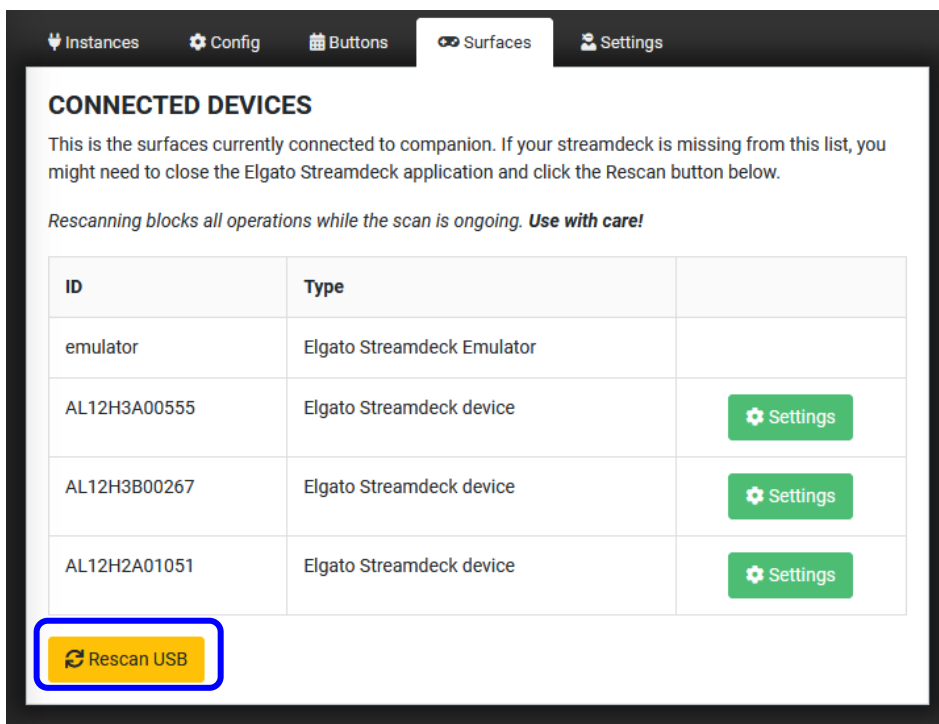 Instances Config Buttons Surfaces Settings
CONNECTED DEVICES
This is the surfaces currently connected to companion. If your streamdeck is missing from this list, you
might need to close the Elgato Streamdeck application and click the Rescan button below.
Rescanning blocks all operations while the scan is ongoing. Use with care!
ID Type
emulator Elgato Streamdeck Emulator
AL12H3A00555 Elgato Streamdeck device Settings
AL12H3B00267 Elgato Streamdeck device Settings
AL12H2A01051 Elgato Streamdeck device Settings
Rescan USB